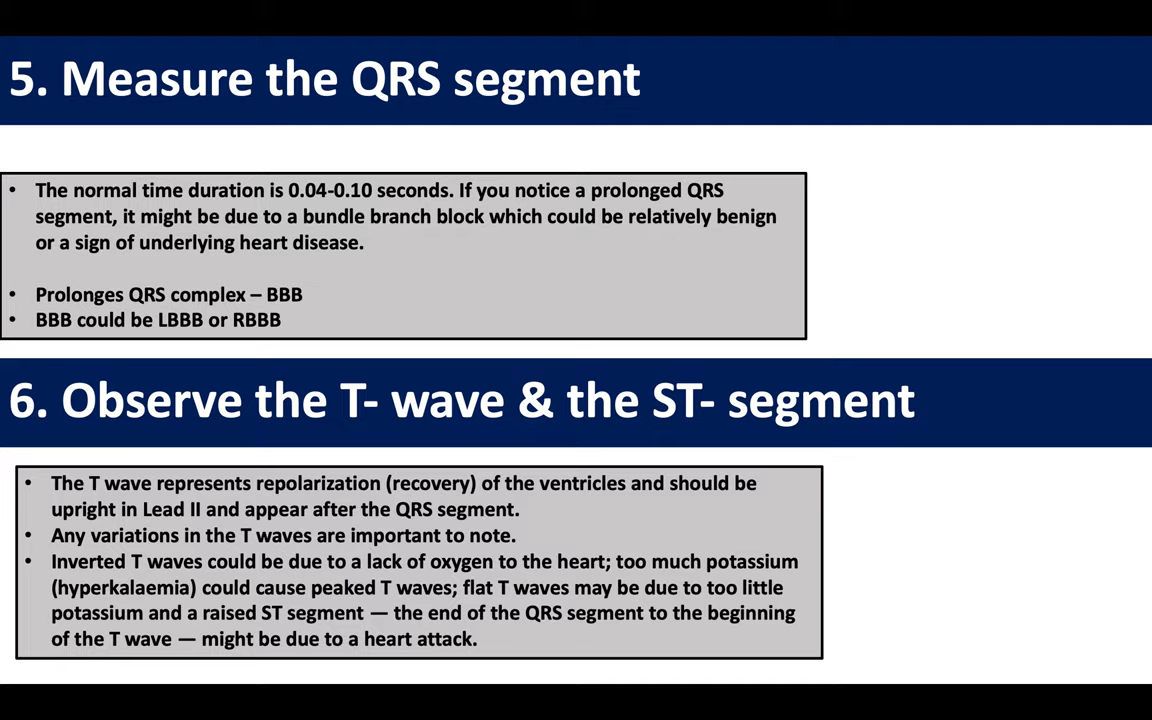 5. Measure the QRS segment
• The normal time duration is 0.04-0.10 seconds. If you notice a prolonged QRS
segment, it might be due to a bundle branch block which could be relatively benign
or a sign of underlying heart disease.
• Prolonges QRS complex – BBB
• BBB could be LBBB or RBBB
6. Observe the T- wave & the ST- segment
• The T wave represents repolarization (recovery) of the ventricles and should be
upright in Lead II and appear after the QRS segment.
• Any variations in the T waves are important to note.
• Inverted T waves could be due to a lack of oxygen to the heart; too much potassium
(hyperkalaemia) could cause peaked T waves; flat T waves may be due to too little
potassium and a raised ST segment — the end of the QRS segment to the beginning
of the T wave — might be due to a heart attack.